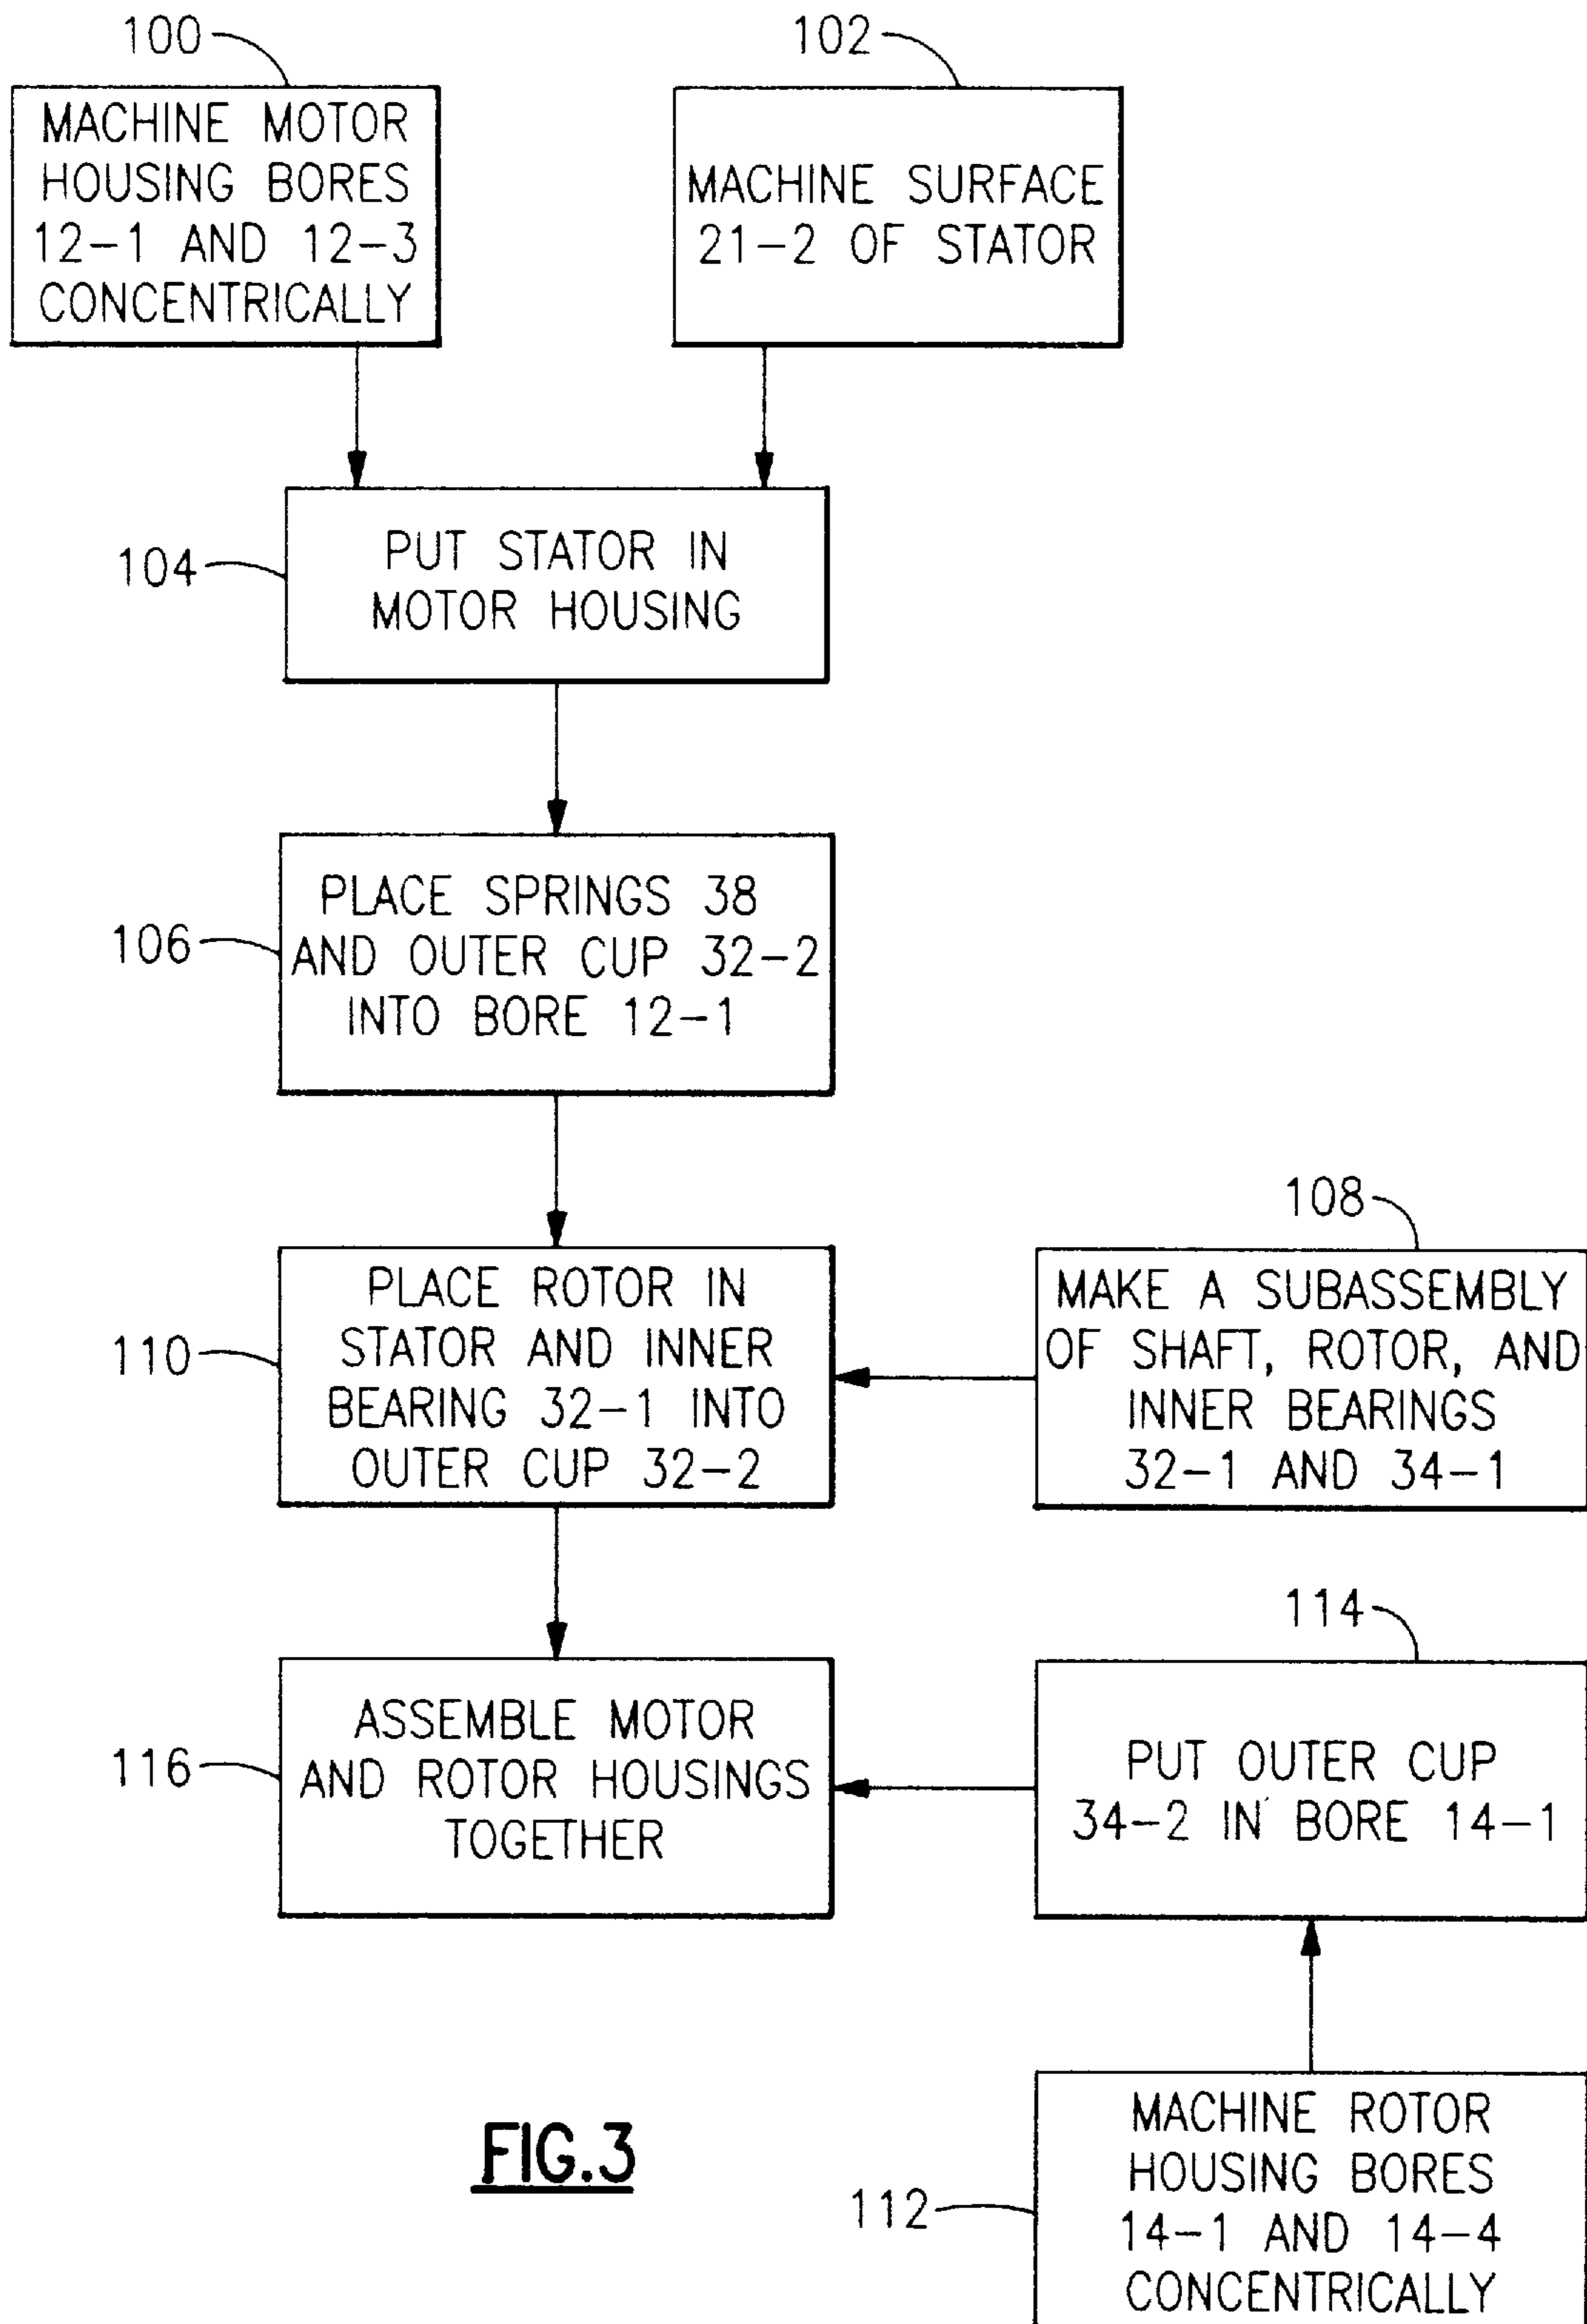 100
102
MACHINE MOTOR
HOUSING BORES
12-1 AND 12-3
CONCENTRICALLY
MACHINE SURFACE
21-2 OF STATOR
104
PUT STATOR IN
MOTOR HOUSING
106
PLACE SPRINGS 38
AND OUTER CUP 32-2
INTO BORE 12-1
108
110
PLACE ROTOR IN
STATOR AND INNER
BEARING 32-1 INTO
OUTER CUP 32-2
MAKE A SUBASSEMBLY
OF SHAFT, ROTOR, AND
INNER BEARINGS
32-1 AND 34-1
114
116
ASSEMBLE MOTOR
AND ROTOR HOUSINGS
TOGETHER
PUT OUTER CUP
34-2 IN BORE 14-1
112
MACHINE ROTOR
HOUSING BORES
14-1 AND 14-4
CONCENTRICALLY
FIG.3